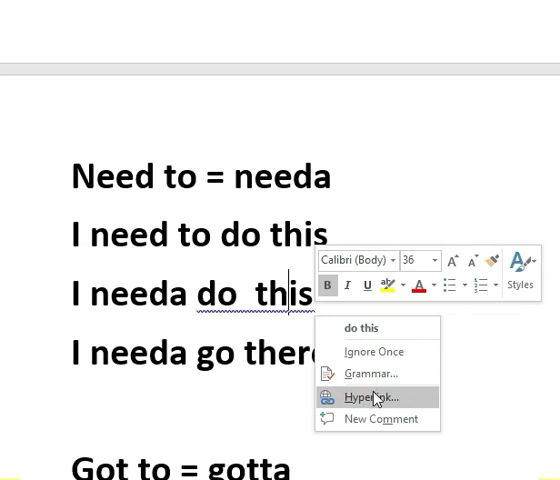 Need to = needa
I need to do this
Calibri (Body) 36
Styles
I needa do  this
do this
Ignore Once
I needa go there
Grammar...
Hyperlink...
New Comment
Got to = gotta